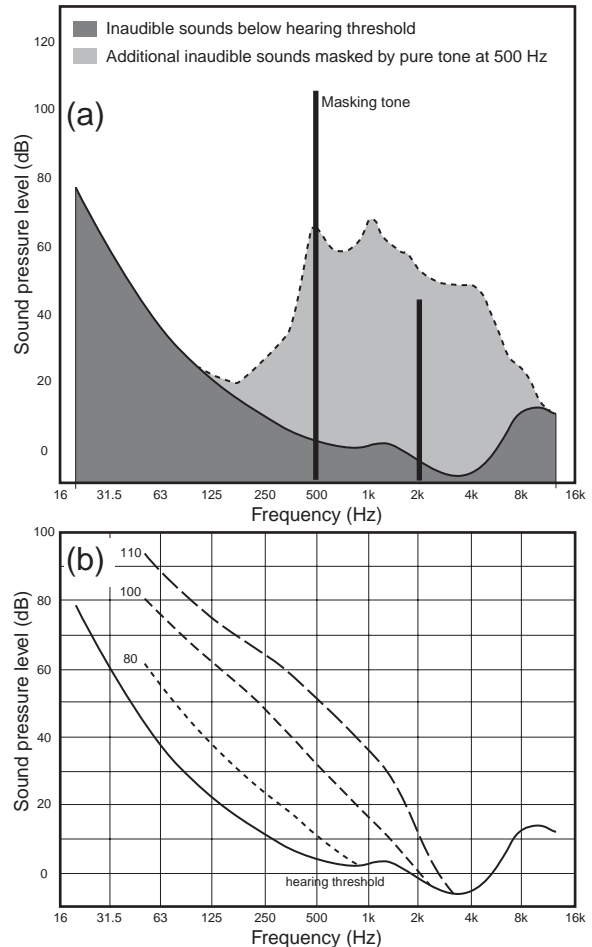 Inaudible sounds below hearing threshold
Additional inaudible sounds masked by pure tone at 500 Hz
(a)
Masking tone
Sound pressure level (dB)
120
100
80
60
40
20
0
16 31.5 63 125 250 500 1k 2k 4k 8k 16k
Frequency (Hz)
(b)
110
100
80
hearing threshold
Sound pressure level (dB)
100
80
60
40
20
0
16 31.5 63 125 250 500 1k 2k 4k 8k 16k
Frequency (Hz)